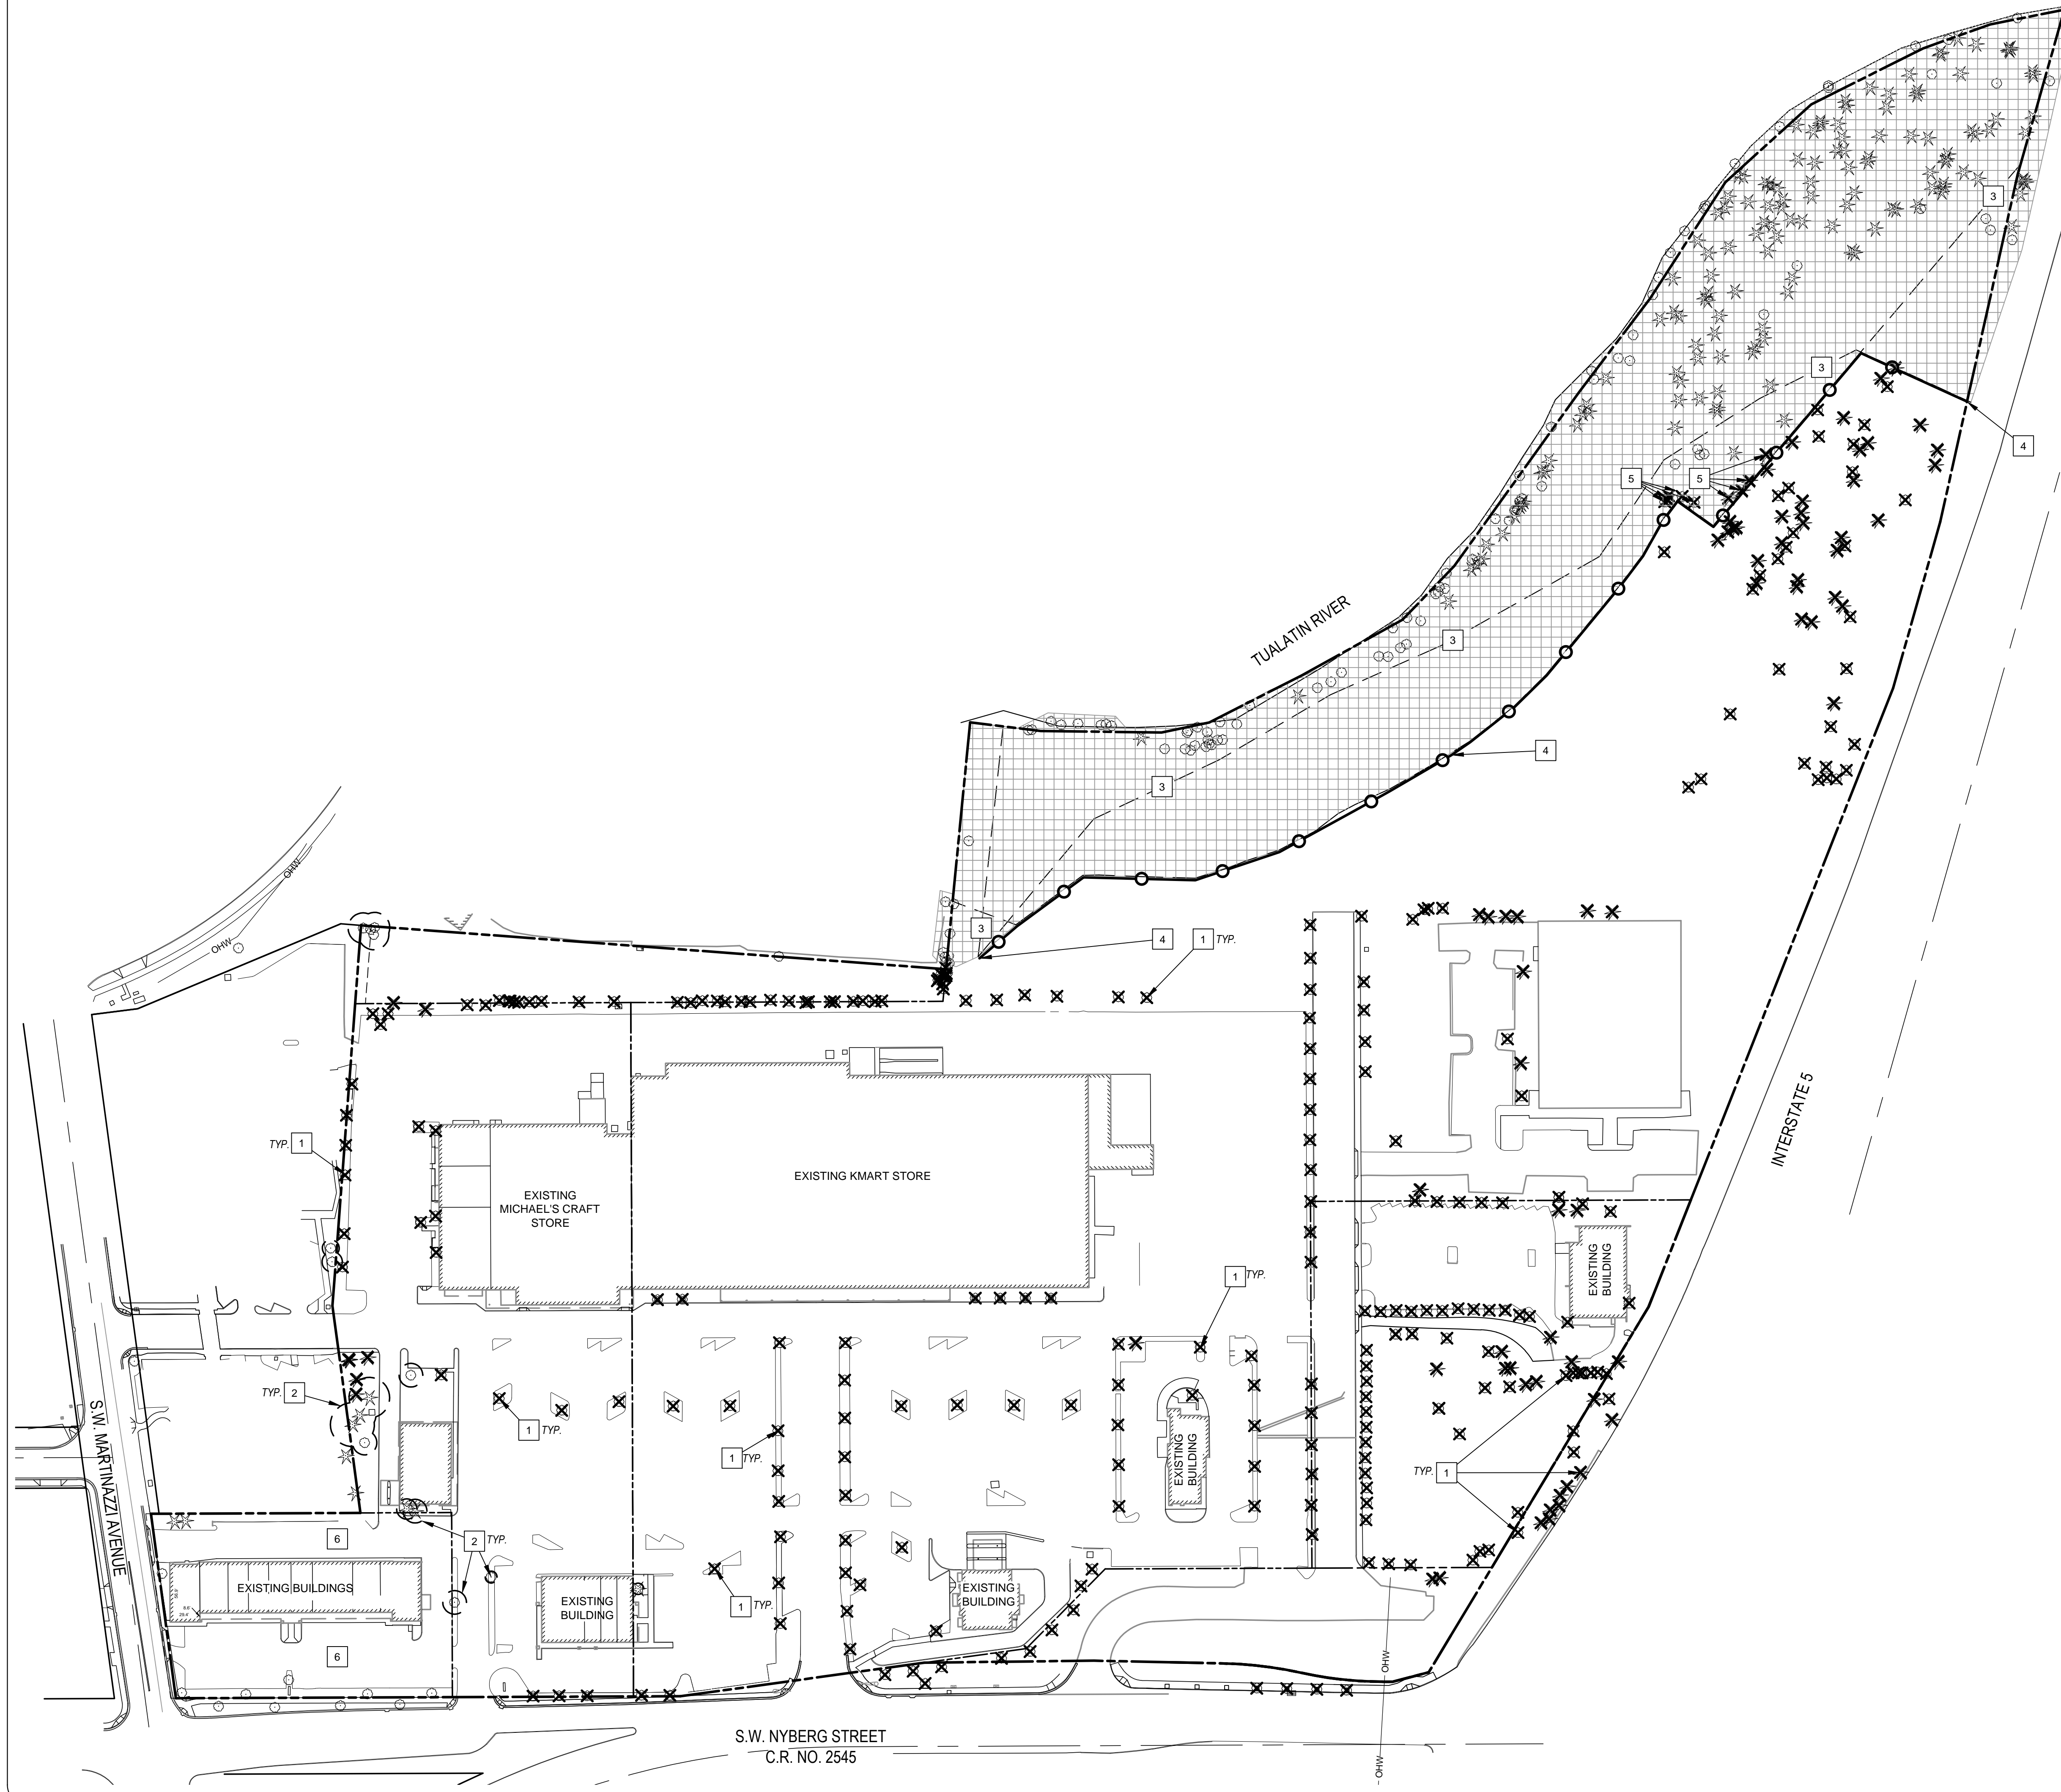 3
3
4
5
5
TUALATIN RIVER
3
4
3
OHW
OHW
3
4
1 TYP.
INTERSTATE 5
TYP. 1
EXISTING KMART STORE
EXISTING
MICHAEL'S CRAFT
STORE
EXISTING
BUILDING
1 TYP.
TYP. 2
1 TYP.
1 TYP.
EXISTING
BUILDING
TYP. 1
S.W. MARTINAZZI AVENUE
6
2 TYP.
EXISTING BUILDINGS
EXISTING
BUILDING
1 TYP.
EXISTING
BUILDING
6
OHW
S.W. NYBERG STREET
C.R. NO. 2545
OHW